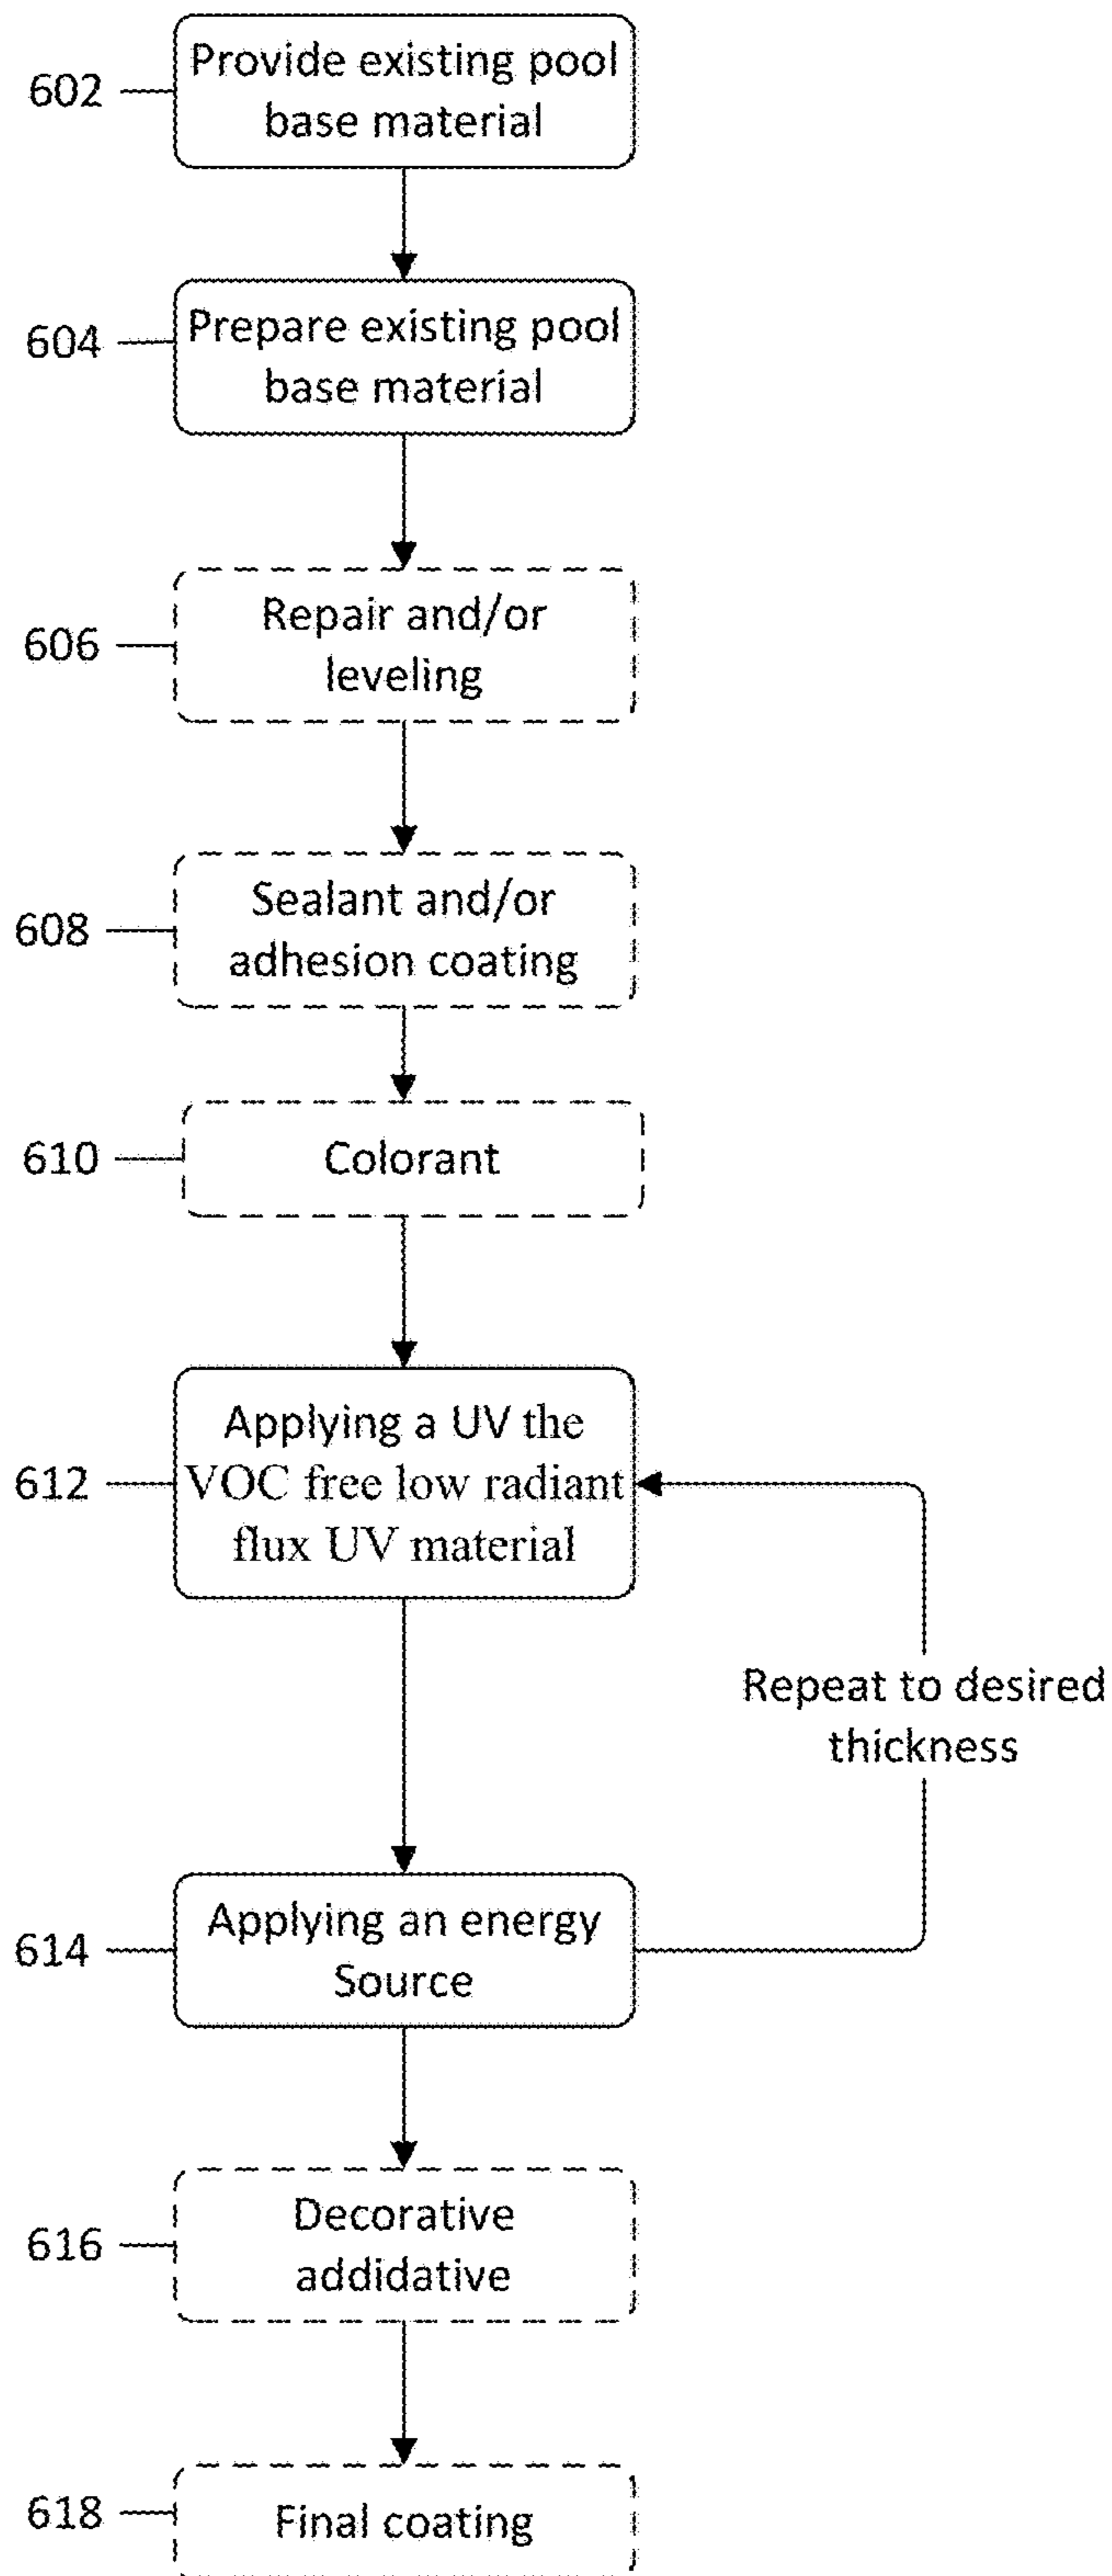 602
Provide existing pool
base material
604
Prepare existing pool
base material
606
Repair and/or
leveling
608
Sealant and/or
adhesion coating
610
Colorant
612
Applying a UV the
VOC free low radiant
flux UV material
Repeat to desired
thickness
614
Applying an energy
Source
616
Decorative
addidative
618
Final coating